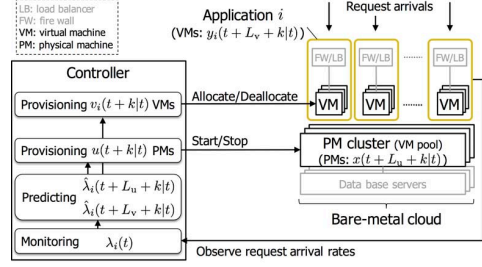 LB: load balancer
FW: fire wall
VM: virtual machine
PM: physical machine
Application i
(VMs: y_i(t + L_v + k|t))
Request arrivals
FW/LB
FW/LB
FW/LB
VM
VM
VM
Controller
Provisioning v_i(t + k|t) VMs
Allocate/Deallocate
Provisioning u(t + k|t) PMs
Start/Stop
PM cluster (VM pool)
(PMs: x(t + L_u + k|t))
Predicting
λ̂_i(t + L_u + k|t)
λ̂_i(t + L_v + k|t)
Data base servers
Bare-metal cloud
Monitoring λ_i(t)
Observe request arrival rates